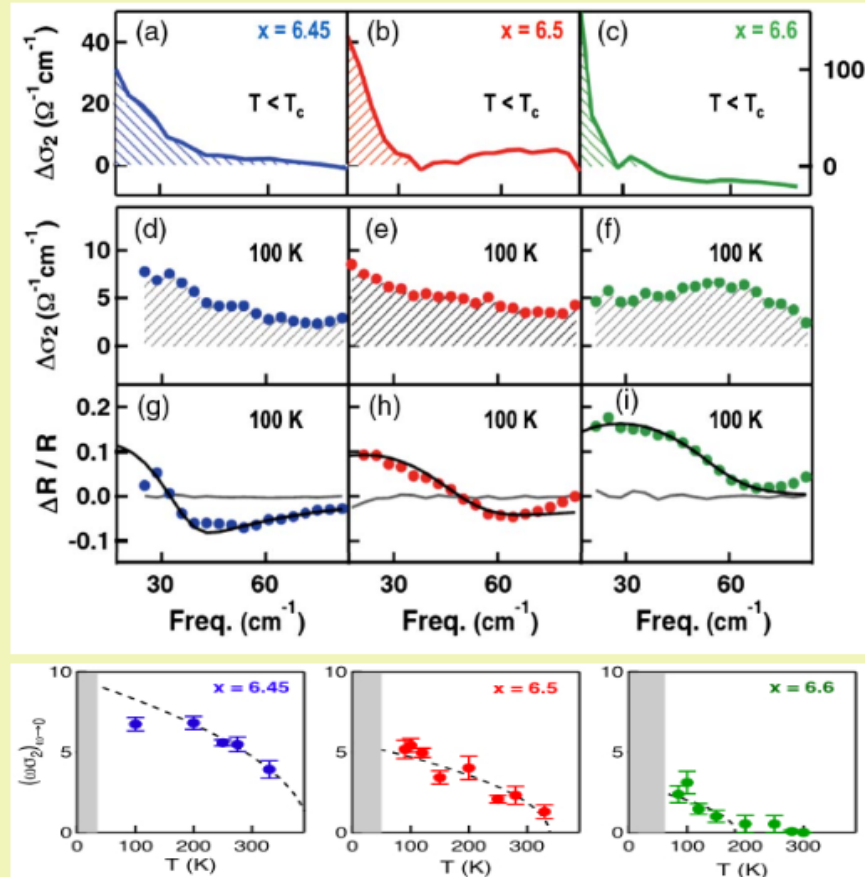 (a) x = 6.45 (b) x = 6.5 (c) x = 6.6
40
20
0
100
0
T < Tc T < Tc T < Tc
Δσ2 (Ω-1cm-1)
(d) 100 K (e) 100 K (f) 100 K
10
5
0
Δσ2 (Ω-1cm-1)
(g) 100 K (h) 100 K (i) 100 K
0.2
0.1
0.0
-0.1
ΔR / R
30 60 30 60 30 60
Freq. (cm-1) Freq. (cm-1) Freq. (cm-1)
10 x = 6.45 10 x = 6.5 10 x = 6.6
5 5 5
0 0 0
(ωσ2)ω→0
0 100 200 300 0 100 200 300 0 100 200 300
T (K) T (K) T (K)